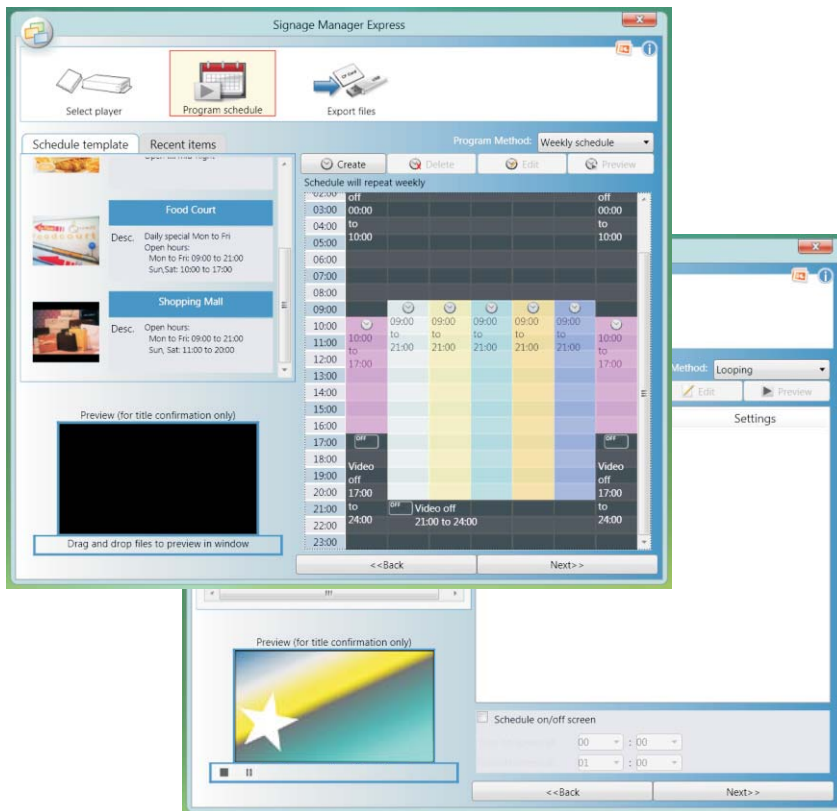 Signage Manager Express
Select player
Program schedule
Export files
Schedule template
Recent items
Program Method: Weekly schedule
Create
Delete
Edit
Preview
Schedule will repeat weekly
Food Court
Desc. Daily special Mon to Fri
Open hours:
Mon to Fri: 09:00 to 21:00
Sun,Sat: 10:00 to 17:00
Shopping Mall
Desc. Open hours:
Mon to Fri: 09:00 to 21:00
Sun, Sat: 11:00 to 20:00
Preview (for title confirmation only)
Drag and drop files to preview in window
02:00 off off
03:00 00:00 00:00
04:00 to to
05:00 10:00 10:00
06:00
07:00
08:00
09:00
10:00 09:00 09:00 09:00 09:00 09:00
11:00 10:00 to to to to to 10:00
12:00 to 21:00 21:00 21:00 21:00 21:00 to
17:00 17:00
13:00
14:00
15:00
16:00
17:00 OFF OFF
18:00 Video Video
19:00 off off
20:00 17:00 17:00
21:00 to OFF Video off to
22:00 24:00 21:00 to 24:00 24:00
23:00
<<Back
Next>>
Method: Looping
Edit
Preview
Settings
Preview (for title confirmation only)
Schedule on/off screen
00 : 00
01 : 00
<<Back
Next>>